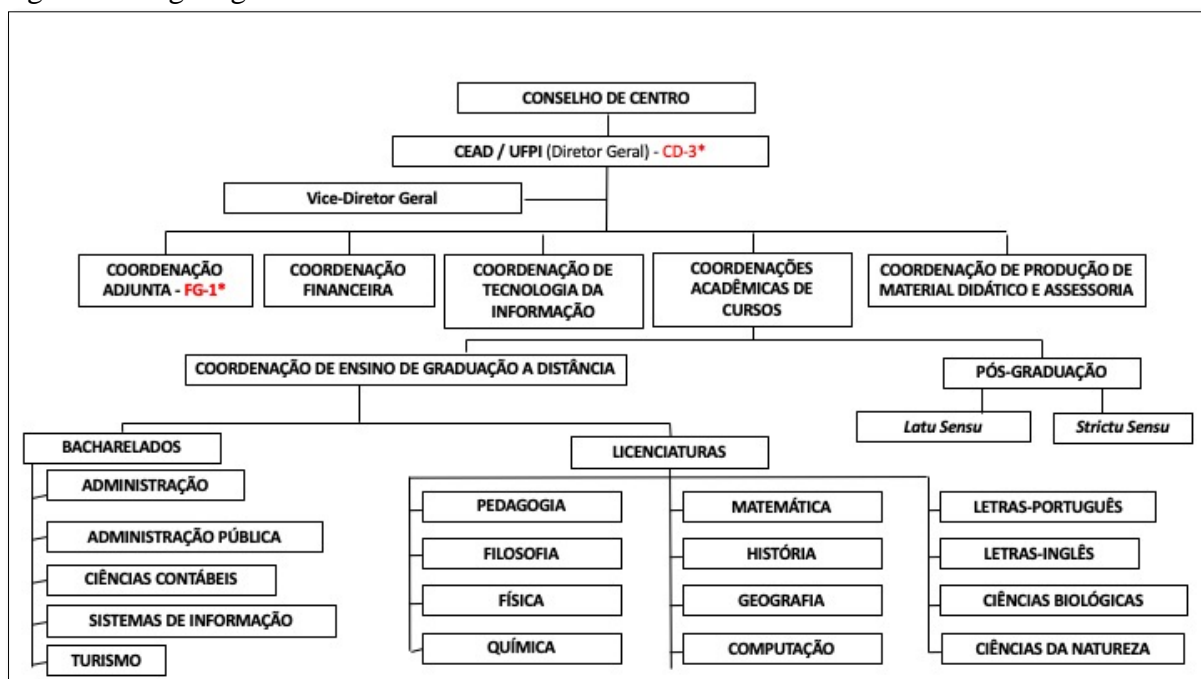 CONSELHO DE CENTRO
CEAD / UFPI (Diretor Geral) - CD-3*
Vice-Diretor Geral
COORDENAÇÃO
ADJUNTA - FG-1*
COORDENAÇÃO
FINANCEIRA
COORDENAÇÃO DE
TECNOLOGIA DA
INFORMAÇÃO
COORDENAÇÕES
ACADÊMICAS DE
CURSOS
COORDENAÇÃO DE PRODUÇÃO DE
MATERIAL DIDÁTICO E ASSESSORIA
COORDENAÇÃO DE ENSINO DE GRADUAÇÃO A DISTÂNCIA
PÓS-GRADUAÇÃO
Latu Sensu
Strictu Sensu
BACHARELADOS
ADMINISTRAÇÃO
ADMINISTRAÇÃO PÚBLICA
CIÊNCIAS CONTÁBEIS
SISTEMAS DE INFORMAÇÃO
TURISMO
LICENCIATURAS
PEDAGOGIA
FILOSOFIA
FÍSICA
QUÍMICA
MATEMÁTICA
HISTÓRIA
GEOGRAFIA
COMPUTAÇÃO
LETRAS-PORTUGUÊS
LETRAS-INGLÊS
CIÊNCIAS BIOLÓGICAS
CIÊNCIAS DA NATUREZA